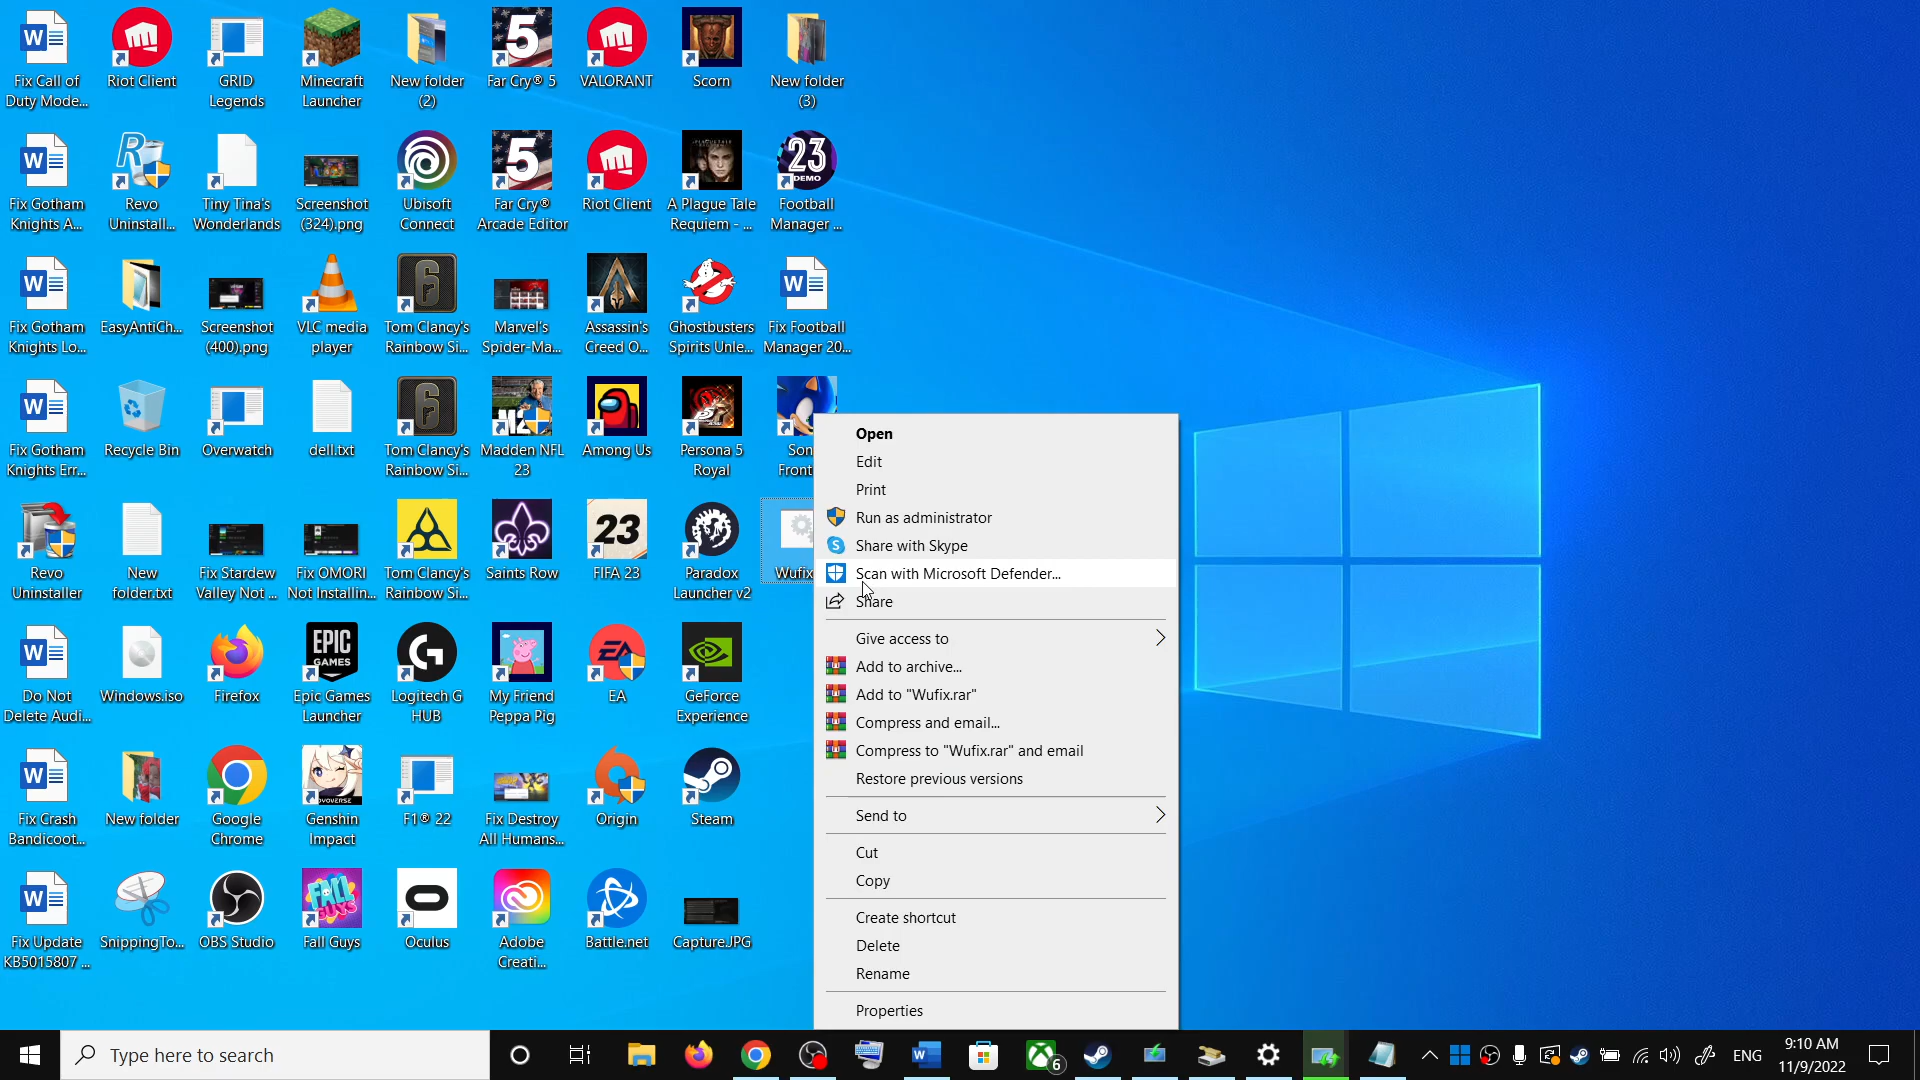 Fix Call of
Duty Mode...
Riot Client
GRID
Legends
Minecraft
Launcher
New folder
(2)
Far Cry® 5
VALORANT
Scorn
New folder
(3)
Fix Gotham
Knights A...
Revo
Uninstall...
Tiny Tina's
Wonderlands
Screenshot
(324).png
Ubisoft
Connect
Far Cry®
Arcade Editor
Riot Client
A Plague Tale
Requiem - ...
23
DEMO
Football
Manager ...
Fix Gotham
Knights Lo...
EasyAntiCh...
Screenshot
(400).png
VLC media
player
Tom Clancy's
Rainbow Si...
Marvel's
Spider-Ma...
Assassin's
Creed O...
Ghostbusters
Spirits Unle...
Fix Football
Manager 20...
Fix Gotham
Knights Err...
Recycle Bin
Overwatch
dell.txt
Tom Clancy's
Rainbow Si...
Madden NFL
23
Among Us
Persona 5
Royal
Son
Front
Revo
Uninstaller
New
folder.txt
Fix Stardew
Valley Not ...
Fix OMORI
Not Installin...
Tom Clancy's
Rainbow Si...
Saints Row
23
FIFA 23
Paradox
Launcher v2
Wufix
Do Not
Delete Audi...
Windows.iso
Firefox
EPIC
GAMES
Epic Games
Launcher
Logitech G
HUB
My Friend
Peppa Pig
EA
GeForce
Experience
Fix Crash
Bandicoot...
New folder
Google
Chrome
Genshin
Impact
F1® 22
Fix Destroy
All Humans...
Origin
Steam
Fix Update
KB5015807 ...
SnippingTo...
OBS Studio
FALL
GUYS
Fall Guys
Oculus
Adobe
Creati...
Battle.net
Capture.JPG
Open
Edit
Print
Run as administrator
Share with Skype
Scan with Microsoft Defender...
Share
Give access to
Add to archive...
Add to "Wufix.rar"
Compress and email...
Compress to "Wufix.rar" and email
Restore previous versions
Send to
Cut
Copy
Create shortcut
Delete
Rename
Properties
Type here to search
6
ENG
9:10 AM
11/9/2022